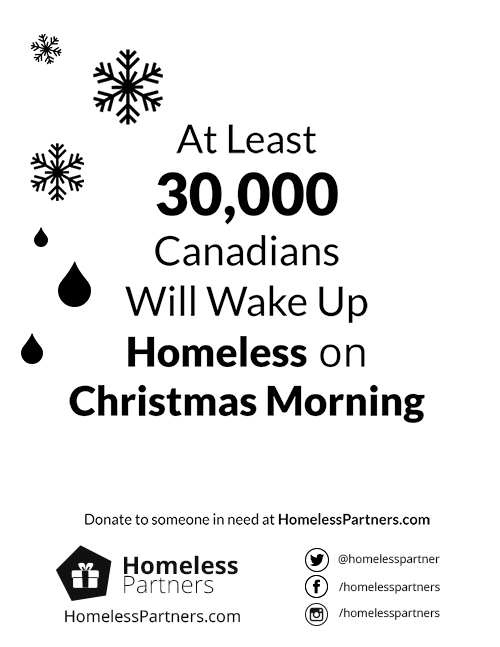 At Least
30,000
Canadians
Will Wake Up
Homeless on
Christmas Morning
Donate to someone in need at HomelessPartners.com
Homeless
Partners
HomelessPartners.com
@homelesspartner
/homelesspartners
/homelesspartners